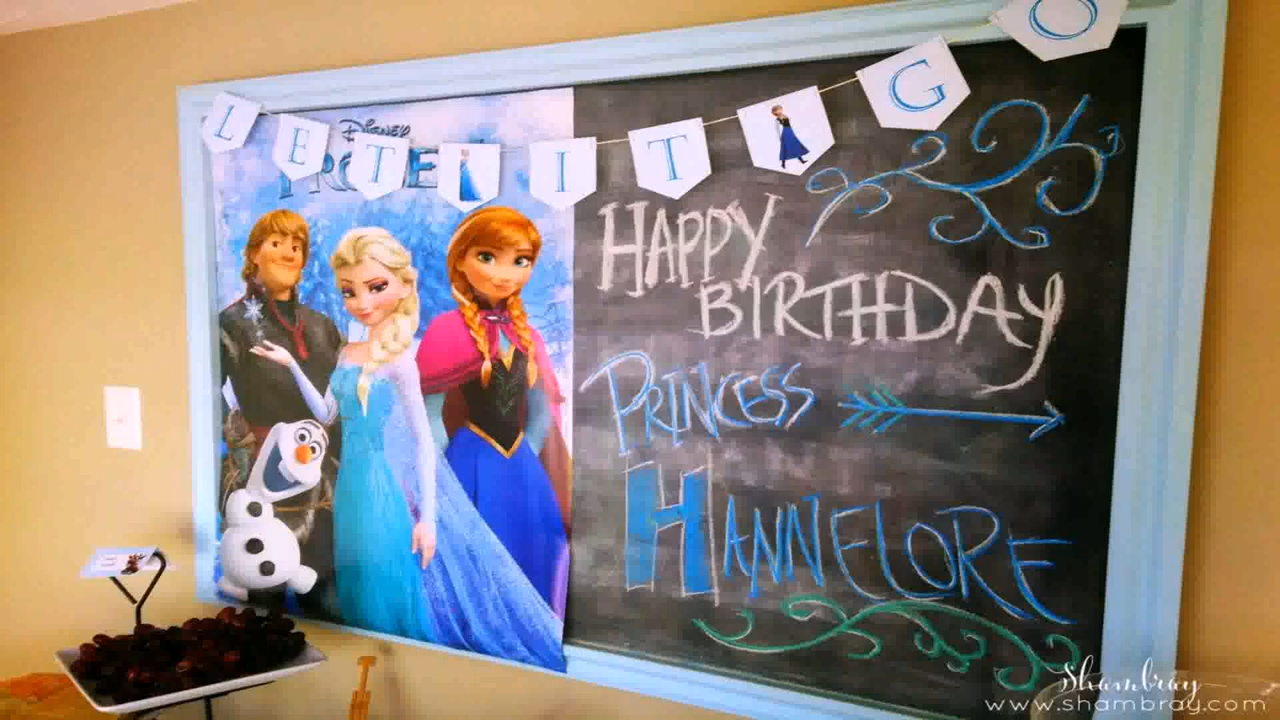 LET IT GO
DISNEY
FROZEN
HAPPY
BIRTHDAY
PRINCESS
HANNELORE
Shambray
www.shambray.com